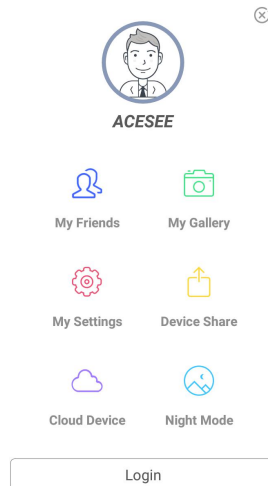 ACESEE
My Friends
My Gallery
My Settings
Device Share
Cloud Device
Night Mode
Login